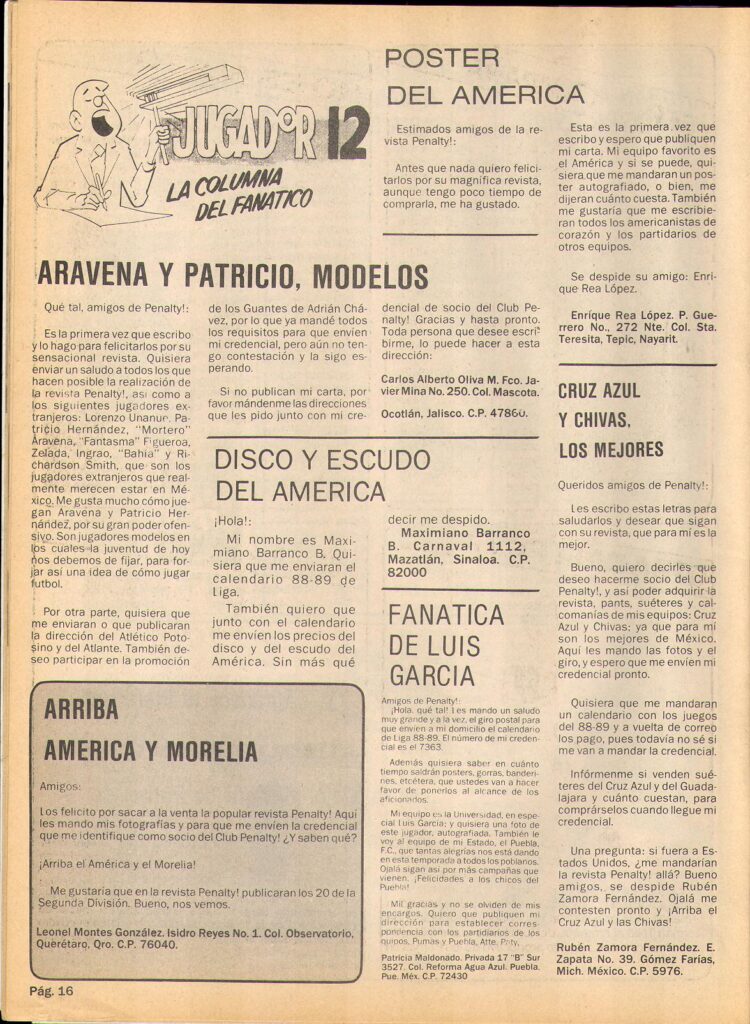 JUGADOR 12
LA COLUMNA
DEL FANATICO
POSTER
DEL AMERICA
Estimados amigos de la re-
vista Penalty!:
Antes que nada quiero felici-
tarlos por su magnífica revista,
aunque tengo poco tiempo de
comprarla, me ha gustado.
Esta es la primera vez que
escribo y espero que publiquen
mi carta. Mi equipo favorito es
el América y si se puede, qui-
siera que me mandaran un pos-
ter autografiado, o bien, me
dijeran cuánto cuesta. También
me gustaría que me escribie-
ran todos los americanistas de
corazón y los partidarios de
otros equipos.
Se despide su amigo: Enri-
que Rea López.
Enrique Rea López. P. Gue-
rrero No., 272 Nte. Col. Sta.
Teresita, Tepic, Nayarit.
ARAVENA Y PATRICIO, MODELOS
Qué tal, amigos de Penalty!:
Es la primera vez que escribo
y lo hago para felicitarlos por su
sensacional revista. Quisiera
enviar un saludo a todos los que
hacen posible la realización de
la revista Penalty!, así como a
los siguientes jugadores ex-
tranjeros: Lorenzo Unanue, Pa-
tricio Hernández, "Mortero"
Aravena, "Fantasma" Figueroa,
Zelada, Ingrao, "Bahía" y Ri-
chardson Smith, que son los
jugadores extranjeros que real-
mente merecen estar en Mé-
xico. Me gusta mucho cómo jue-
gan Aravena y Patricio Her-
nández, por su gran poder ofen-
sivo. Son jugadores modelos en
los cuales la juventud de hoy
nos debemos de fijar, para for-
jar así una idea de cómo jugar
futbol.
Por otra parte, quisiera que
me enviaran o que publicaran
la dirección del Atlético Poto-
sino y del Atlante. También de-
seo participar en la promoción
de los Guantes de Adrián Chá-
vez, por lo que ya mandé todos
los requisitos para que envíen
mi credencial, pero aún no ten-
go contestación y la sigo es-
perando.
Si no publican mi carta, por
favor mándenme las direcciones
que les pido junto con mi cre-
dencial de socio del Club Pe-
nalty! Gracias y hasta pronto.
Toda persona que desee escri-
birme, lo puede hacer a esta
dirección:
Carlos Alberto Oliva M. Fco. Ja-
vier Mina No. 250. Col. Mascota.
Ocotlán, Jalisco. C.P. 47860.
DISCO Y ESCUDO
DEL AMERICA
¡Hola!:
Mi nombre es Maxi-
miano Barranco B. Qui-
siera que me enviaran el
calendario 88-89 de
Liga.
También quiero que
junto con el calendario
me envíen los precios del
disco y del escudo del
América. Sin más qué
decir me despido.
Maximiano Barranco
B. Carnaval 1112,
Mazatlán, Sinaloa. C.P.
82000
FANATICA
DE LUIS
GARCIA
Amigos de Penalty!:
¡Hola, qué tal! Les mando un saludo
muy grande y a la vez, el giro postal para
que envíen a mi domicilio el calendario
de Liga 88-89. El número de mi creden-
cial es el 7363.
Además quisiera saber en cuánto
tiempo saldrán posters, gorras, banderi-
nes, etcétera, que ustedes van a hacer
favor de ponerlos al alcance de los
aficionados.
Mi equipo es la Universidad, en espe-
cial Luis García; y quisiera una foto de
este jugador, autografiada. También le
voy al equipo de mi Estado, el Puebla,
F.C., que tantas alegrías nos está dando
en esta temporada a todos los poblanos.
Ojalá sigan así por más campañas que
vienen. ¡Felicidades a los chicos del
Puebla!
Mil gracias y no se olviden de mis
encargos. Quiero que publiquen mi
dirección para establecer corres-
pondencia con los partidiarios de los
quipos, Pumas y Puebla, Atte. Paty.
Patricia Maldonado. Privada 17 "B" Sur
3527. Col. Reforma Agua Azul. Puebla.
Pue. Méx. C.P. 72430
CRUZ AZUL
Y CHIVAS,
LOS MEJORES
Queridos amigos de Penalty!:
Les escribo estas letras para
saludarlos y desear que sigan
con su revista, que para mí es la
mejor.
Bueno, quiero decirles que
deseo hacerme socio del Club
Penalty!, y así poder adquirir la
revista, pants, suéteres y cal-
comanías de mis equipos: Cruz
Azul y Chivas; ya que para mí
son los mejores de México.
Aquí les mando las fotos y el
giro, y espero que me envíen mi
credencial pronto.
Quisiera que me mandaran
un calendario con los juegos
del 88-89 y a vuelta de correo
los pago, pues todavía no sé si
me van a mandar la credencial.
Infórmenme si venden sué-
teres del Cruz Azul y del Guada-
lajara y cuánto cuestan, para
comprárselos cuando llegue mi
credencial.
Una pregunta: si fuera a Es-
tados Unidos, ¿me mandarían
la revista Penalty! allá? Bueno
amigos, se despide Rubén
Zamora Fernández. Ojalá me
contesten pronto y ¡Arriba el
Cruz Azul y las Chivas!
Rubén Zamora Fernández. E.
Zapata No. 39. Gómez Farías,
Mich. México. C.P. 5976.
ARRIBA
AMERICA Y MORELIA
Amigos:
Los felicito por sacar a la venta la popular revista Penalty! Aquí
les mando mis fotografías y para que me envíen la credencial
que me identifique como socio del Club Penalty! ¿Y saben qué?
¡Arriba el América y el Morelia!
Me gustaría que en la revista Penalty! publicaran los 20 de la
Segunda División. Bueno, nos vemos.
Leonel Montes González. Isidro Reyes No. 1. Col. Observatorio,
Querétaro, Qro. C.P. 76040.
Pág. 16